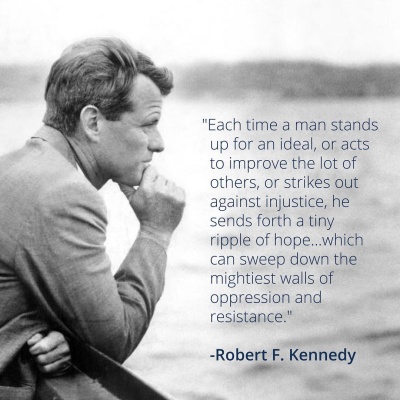 "Each time a man stands
up for an ideal, or acts
to improve the lot of
others, or strikes out
against injustice, he
sends forth a tiny
ripple of hope...which
can sweep down the
mightiest walls of
oppression and
resistance."
-Robert F. Kennedy